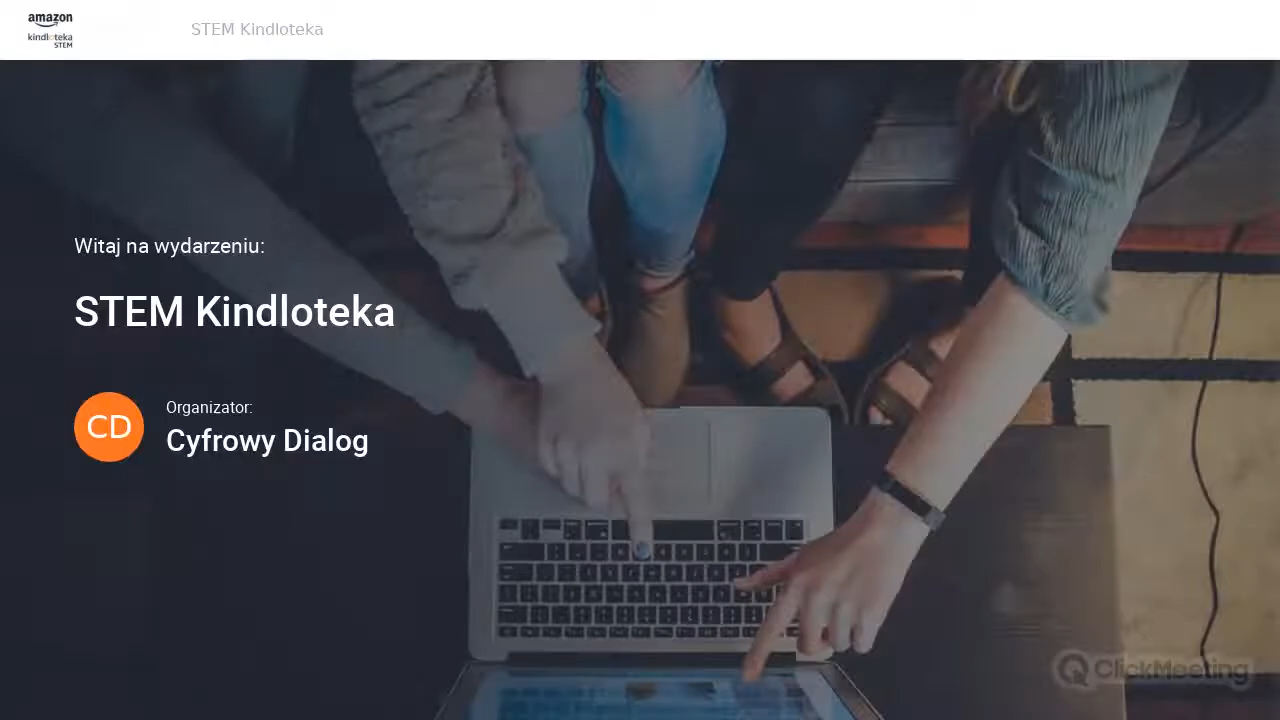 amazon
kindloteka
STEM
STEM Kindloteka
Witaj na wydarzeniu:
STEM Kindloteka
CD
Organizator:
Cyfrowy Dialog
ClickMeeting